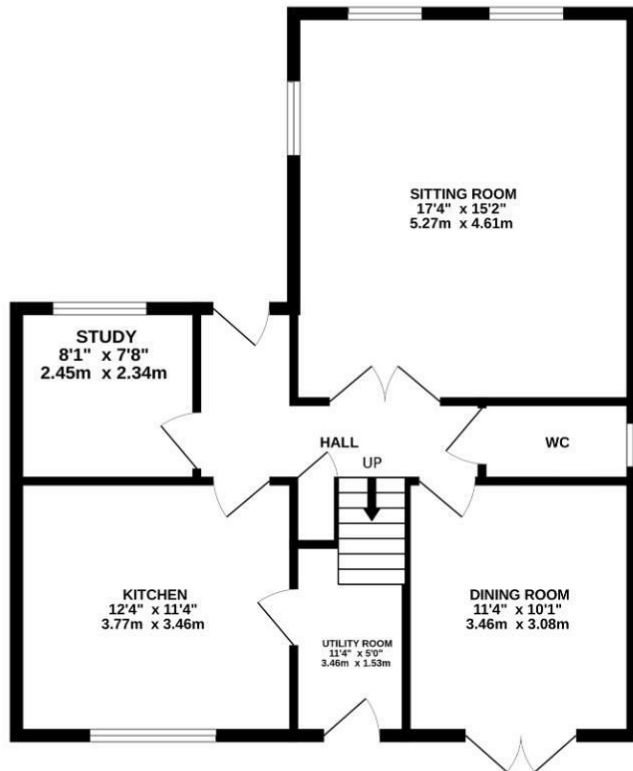 SITTING ROOM
17'4" x 15'2"
5.27m x 4.61m
STUDY
8'1" x 7'8"
2.45m x 2.34m
HALL
UP
WC
KITCHEN
12'4" x 11'4"
3.77m x 3.46m
UTILITY ROOM
11'4" x 5'0"
3.46m x 1.53m
DINING ROOM
11'4" x 10'1"
3.46m x 3.08m